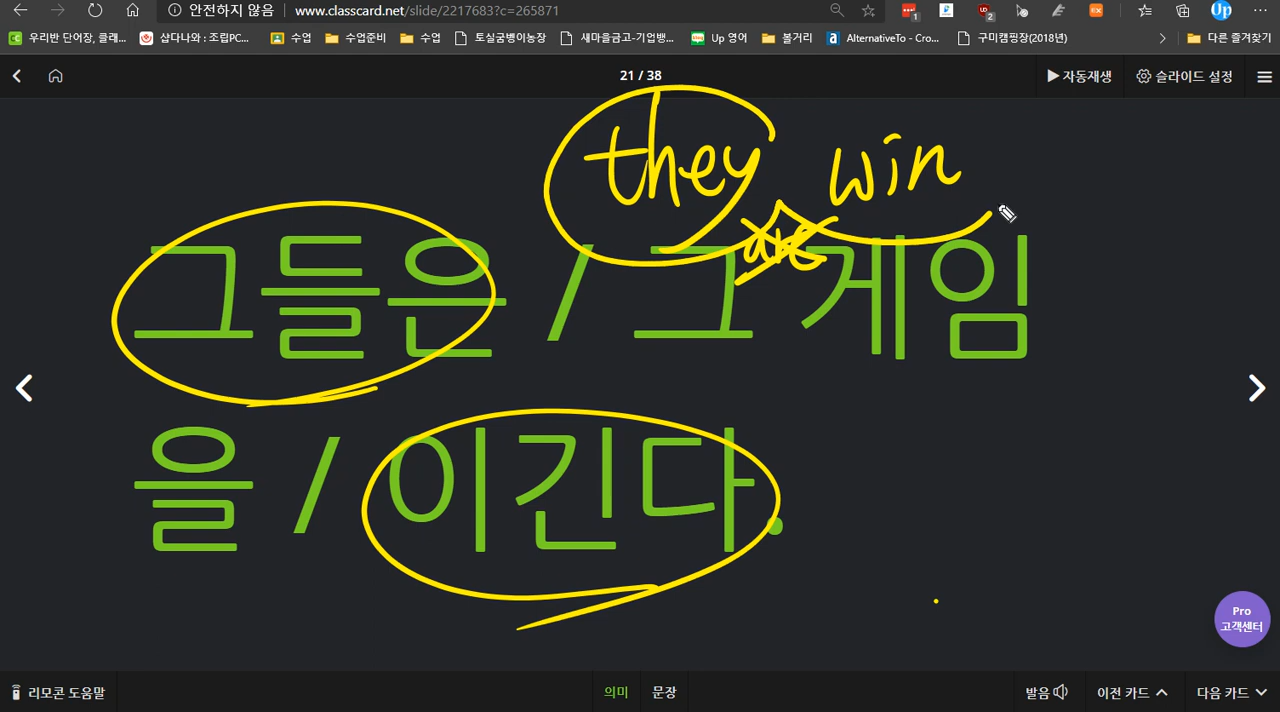 안전하지 않음 www.classcard.net/slide/2217683?c=265871
우리반 단어장, 클래... 샵다나와 : 조립PC... 수업 수업준비 수업 토실굼벵이농장 새마을금고-기업뱅... Up 영어 볼거리 AlternativeTo - Cro... 구미캠핑장(2018년) 다른 즐겨찾기
21 / 38 자동재생 슬라이드 설정
they win
are
그들은 / 그 게임
을 / 이긴다.
Pro
고객센터
리모콘 도움말 의미 문장 발음 이전 카드 다음 카드